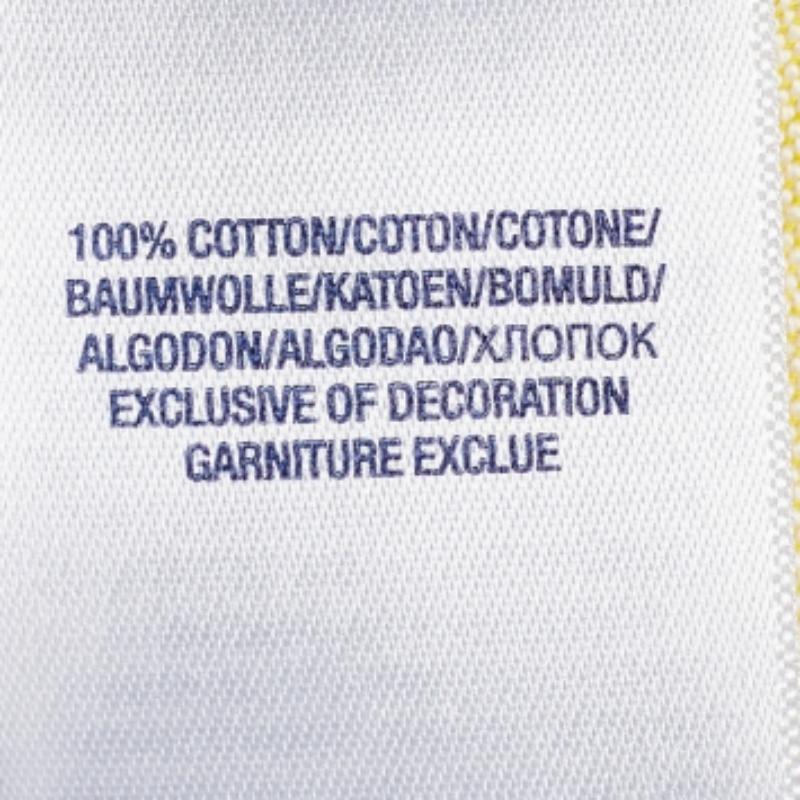 100% COTTON/COTON/COTONE/
BAUMWOLLE/KATOEN/BOMULD/
ALGODON/ALGODAO/ХЛОПОК
EXCLUSIVE OF DECORATION
GARNITURE EXCLUE